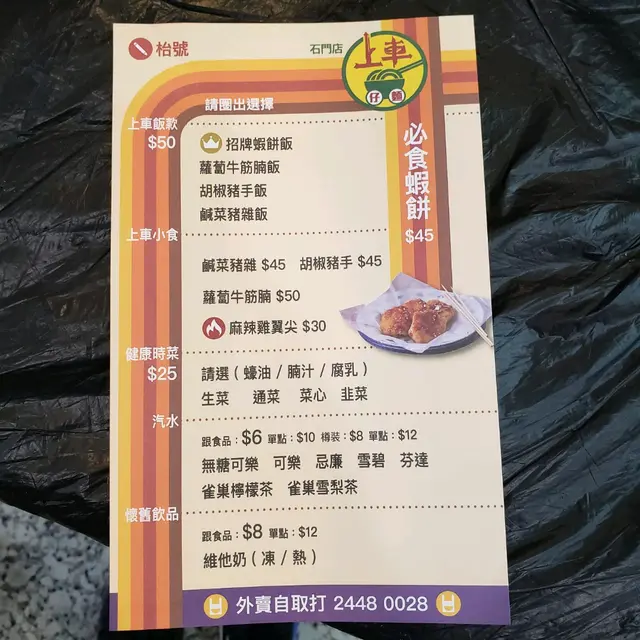 枱號
石門店
上車
仔麵
請圈出選擇
必食蝦餅
$45
上車飯款
$50
招牌蝦餅飯
蘿蔔牛筋腩飯
胡椒豬手飯
鹹菜豬雜飯
上車小食
鹹菜豬雜 $45 胡椒豬手 $45
蘿蔔牛筋腩 $50
麻辣雞翼尖 $30
健康時菜
$25
請選 ( 蠔油 / 腩汁 / 腐乳 )
生菜 通菜 菜心 韭菜
汽水
跟食品：$6 單點：$10 樽裝：$8 單點：$12
無糖可樂 可樂 忌廉 雪碧 芬達
雀巢檸檬茶 雀巢雪梨茶
懷舊飲品
跟食品：$8 單點：$12
維他奶 ( 凍 / 熱 )
外賣自取打 2448 0028